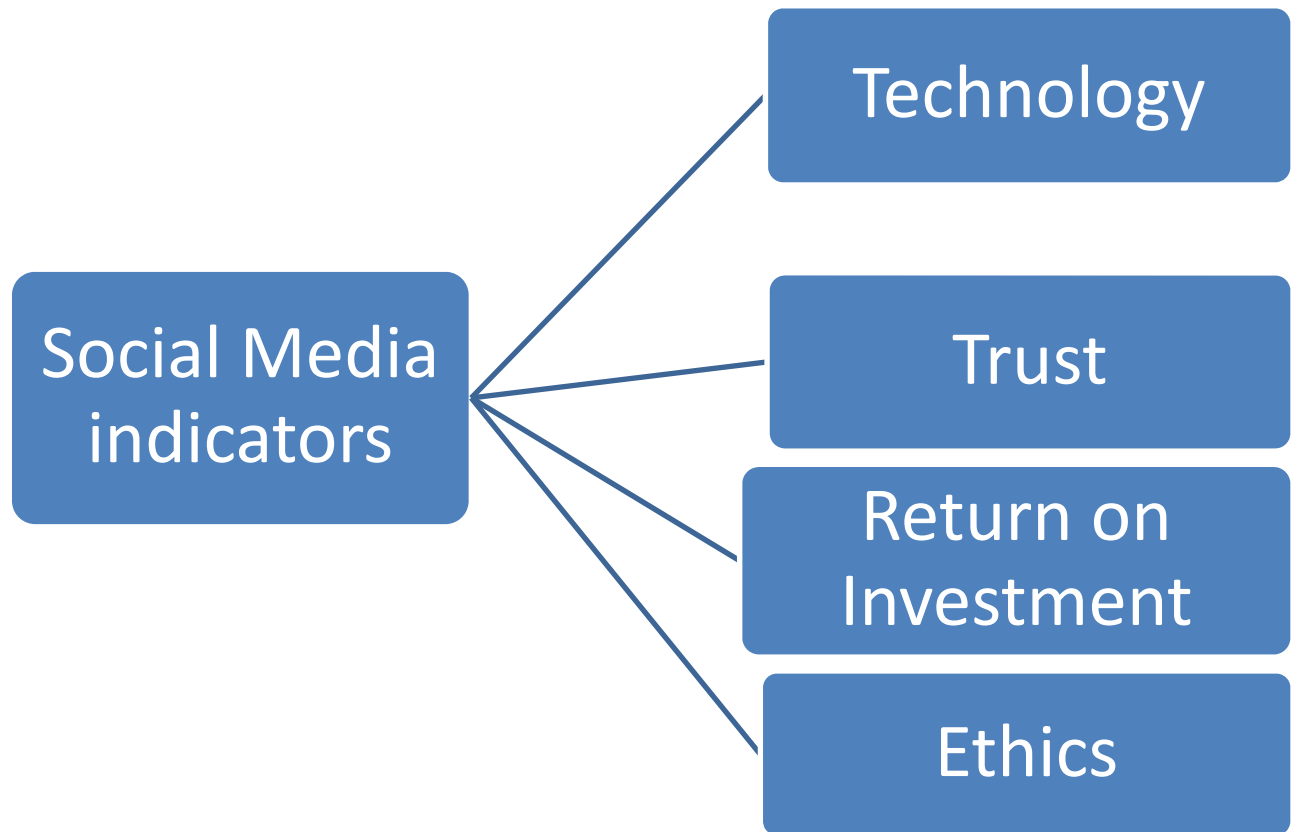 Technology
Social Media
indicators
Trust
Return on
Investment
Ethics